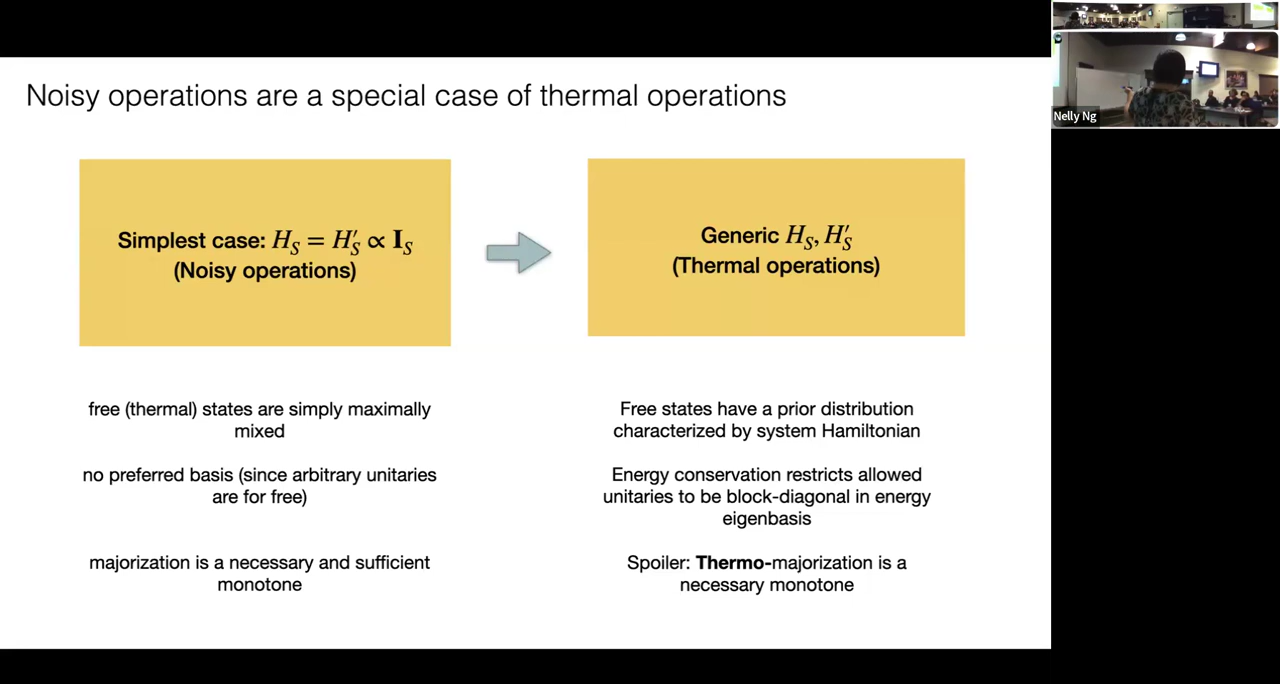 Noisy operations are a special case of thermal operations
Simplest case: H_S = H'_S ∝ I_S
(Noisy operations)
Generic H_S, H'_S
(Thermal operations)
free (thermal) states are simply maximally
mixed
Free states have a prior distribution
characterized by system Hamiltonian
no preferred basis (since arbitrary unitaries
are for free)
Energy conservation restricts allowed
unitaries to be block-diagonal in energy
eigenbasis
majorization is a necessary and sufficient
monotone
Spoiler: Thermo-majorization is a
necessary monotone
Nelly Ng